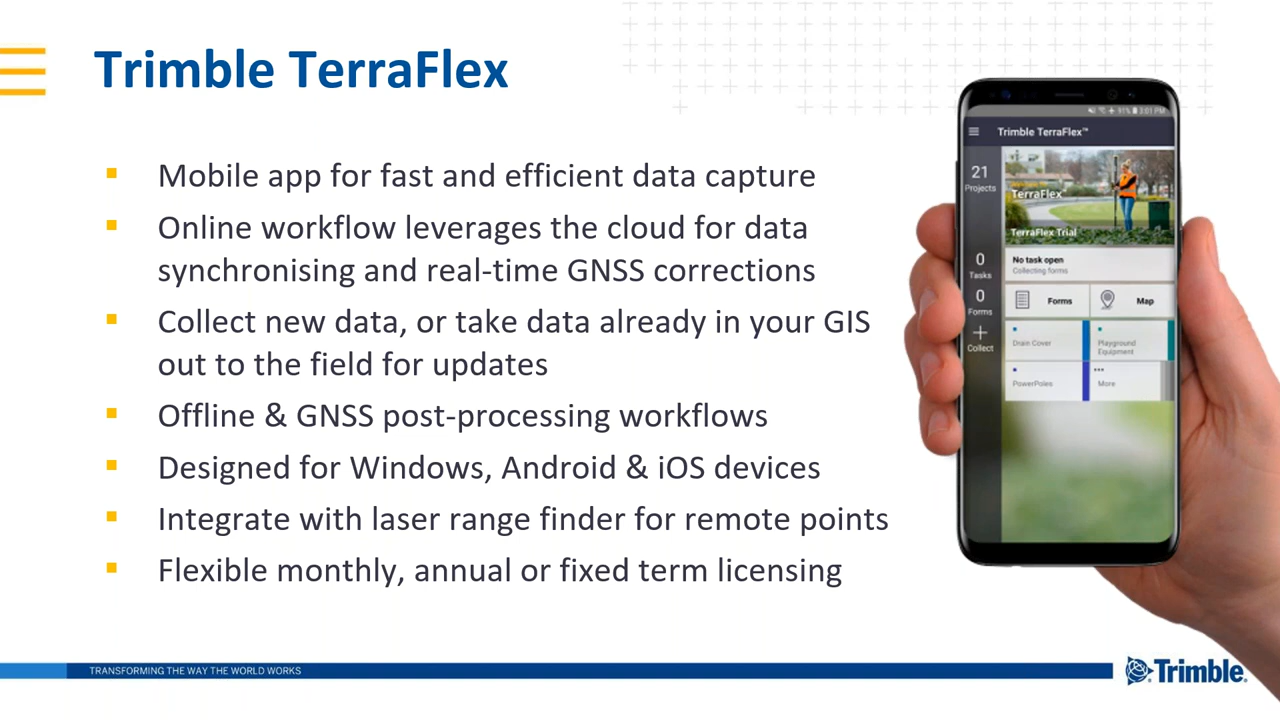 Trimble TerraFlex
Mobile app for fast and efficient data capture
Online workflow leverages the cloud for data
synchronising and real-time GNSS corrections
Collect new data, or take data already in your GIS
out to the field for updates
Offline & GNSS post-processing workflows
Designed for Windows, Android & iOS devices
Integrate with laser range finder for remote points
Flexible monthly, annual or fixed term licensing
91% 3:01 PM
Trimble TerraFlex™
21
Projects
TerraFlex™
TerraFlex Trial
0
Tasks
No task open
Collecting forms
0
Forms
Forms
Map
Collect
Drain Cover
Playground
Equipment
PowerPoles
More
TRANSFORMING THE WAY THE WORLD WORKS
Trimble®